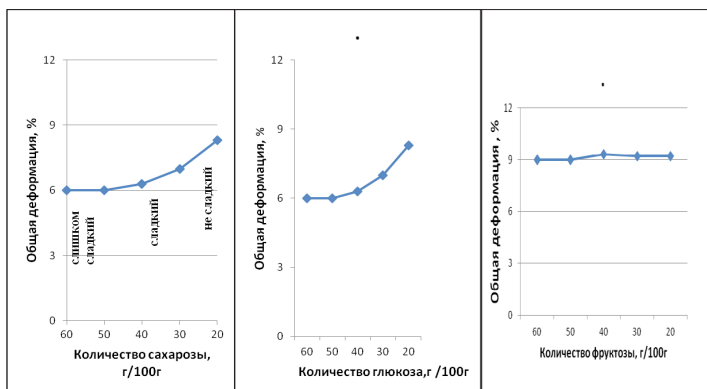 12
9
6
3
0
Общая деформация, %
слишком
сладкий
сладкий
не сладкий
60 50 40 30 20
Количество сахарозы,
г/100г
12
9
6
3
0
Общая деформация, %
60 50 40 30 20
Количество глюкоза,г /100г
12
9
6
3
0
Общая деформация , %
60 50 40 30 20
Количество фруктозы, г/100г